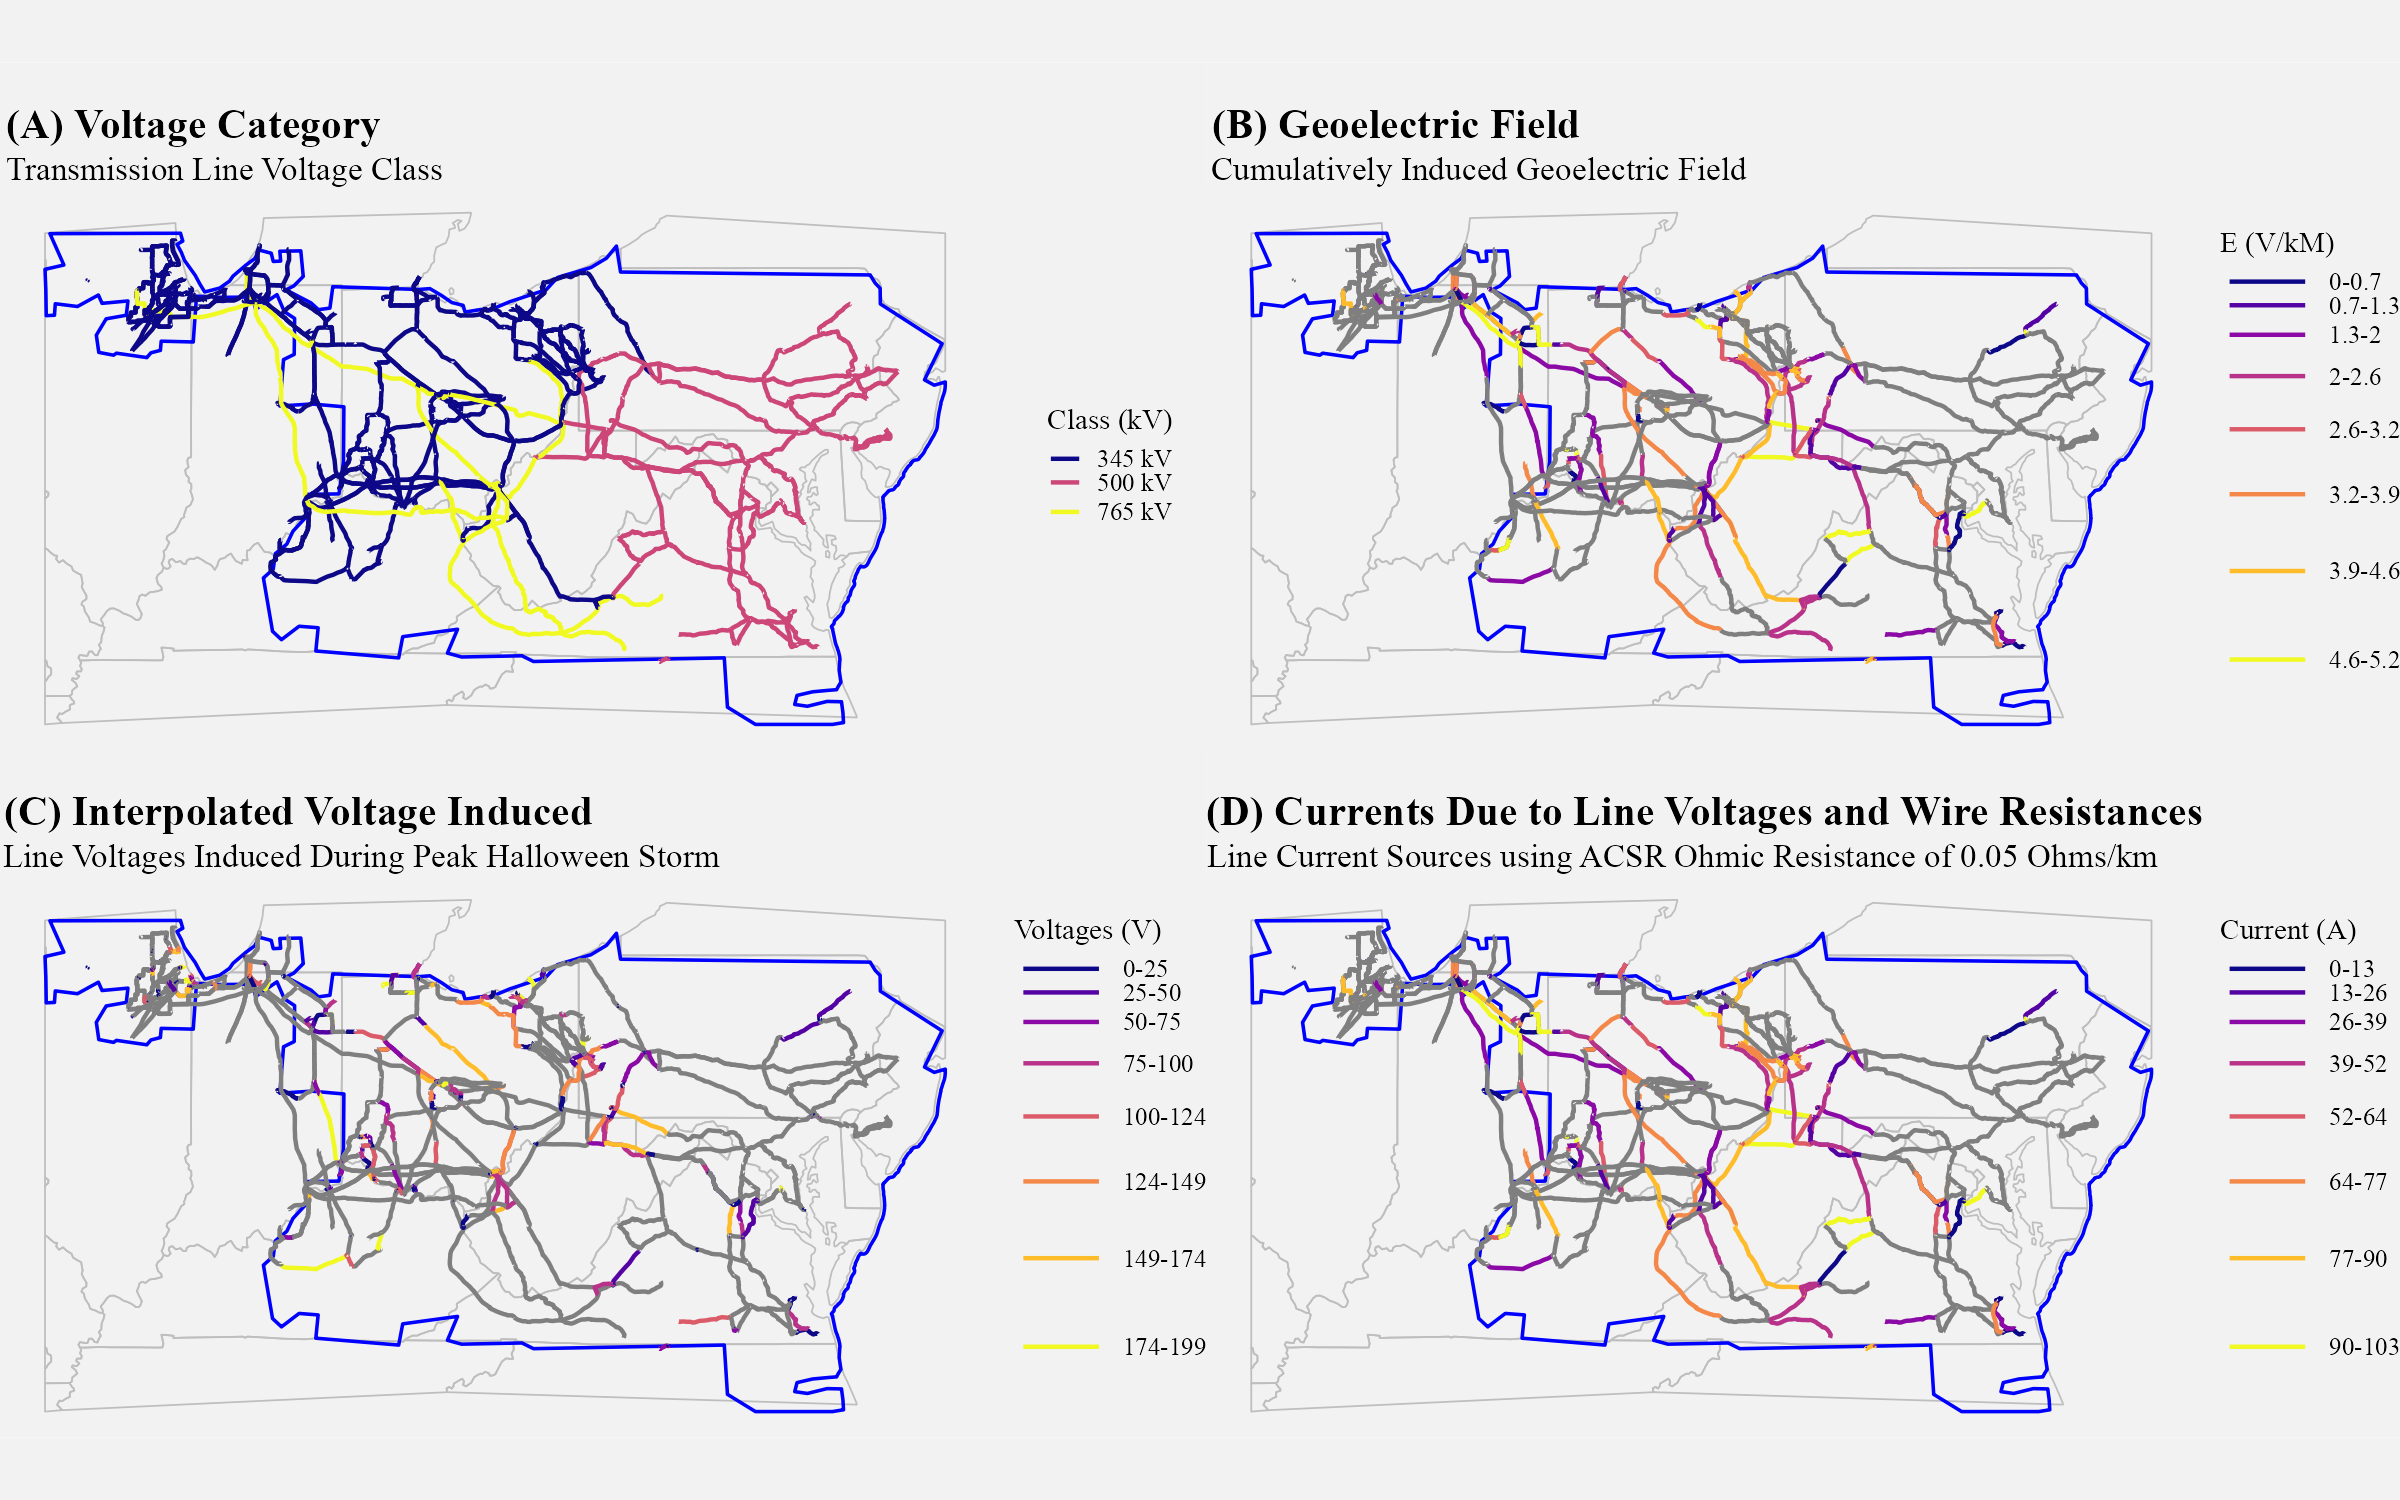 (A) Voltage Category
Transmission Line Voltage Class
Class (kV)
345 kV
500 kV
765 kV
(B) Geoelectric Field
Cumulatively Induced Geoelectric Field
E (V/kM)
0-0.7
0.7-1.3
1.3-2
2-2.6
2.6-3.2
3.2-3.9
3.9-4.6
4.6-5.2
(C) Interpolated Voltage Induced
Line Voltages Induced During Peak Halloween Storm
Voltages (V)
0-25
25-50
50-75
75-100
100-124
124-149
149-174
174-199
(D) Currents Due to Line Voltages and Wire Resistances
Line Current Sources using ACSR Ohmic Resistance of 0.05 Ohms/km
Current (A)
0-13
13-26
26-39
39-52
52-64
64-77
77-90
90-103